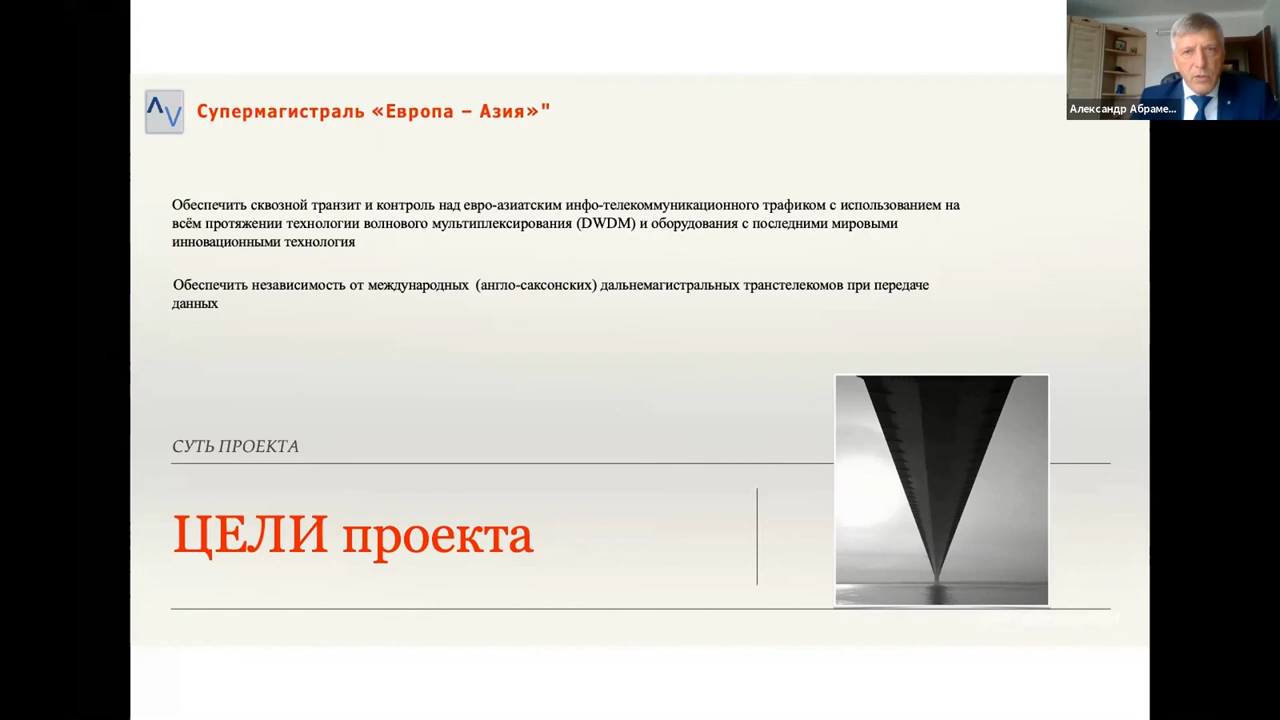 Супермагистраль «Европа – Азия»"
Александр Абраме...
Обеспечить сквозной транзит и контроль над евро-азиатским инфо-телекоммуникационного трафиком с использованием на
всём протяжении технологии волнового мультиплексирования (DWDM) и оборудования с последними мировыми
инновационными технология
Обеспечить независимость от международных (англо-саксонских) дальнемагистральных транстелекомов при передаче
данных
СУТЬ ПРОЕКТА
ЦЕЛИ проекта